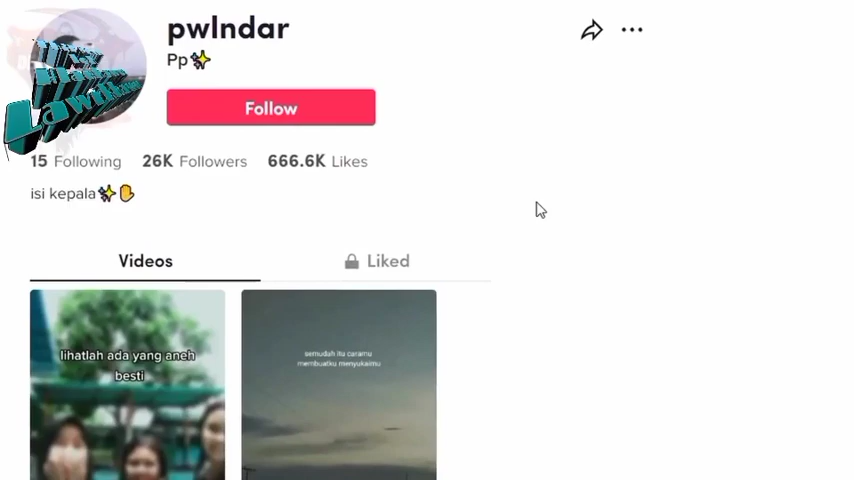 pwlndar
Pp✨
Follow
15 Following 26K Followers 666.6K Likes
isi kepala✨✋
Videos
Liked
lihatlah ada yang aneh
besti
semudah itu caramu
membuatku menyukaimu